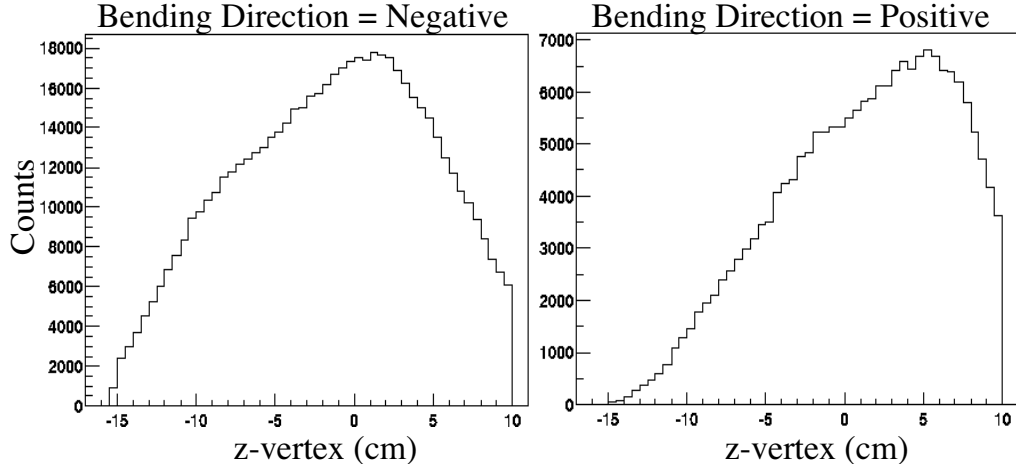 Bending Direction = Negative
Bending Direction = Positive
Counts
18000
16000
14000
12000
10000
8000
6000
4000
2000
0
-15 -10 -5 0 5 10
z-vertex (cm)
7000
6000
5000
4000
3000
2000
1000
0
-15 -10 -5 0 5 10
z-vertex (cm)